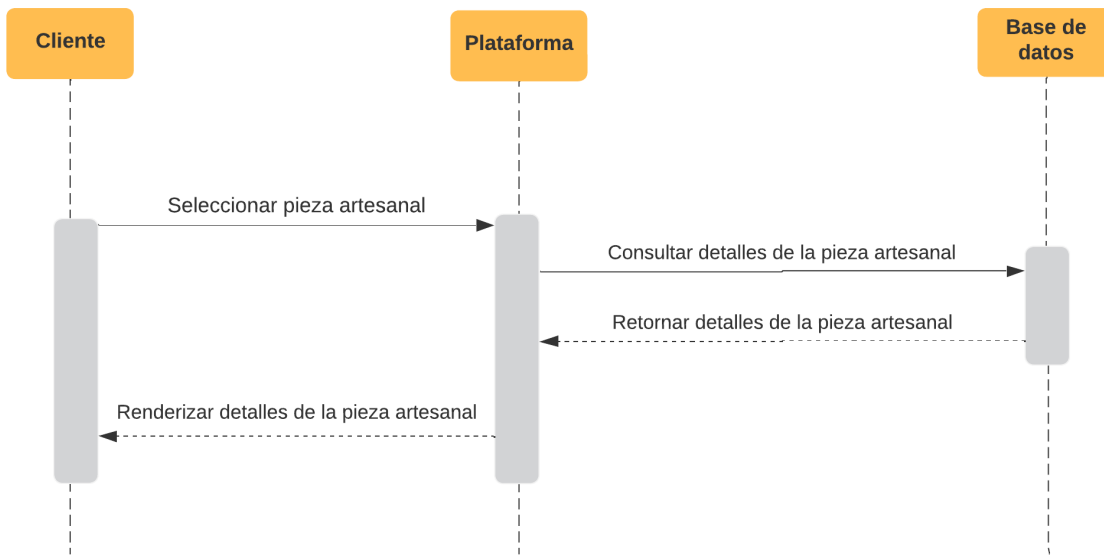 Cliente
Plataforma
Base de
datos
Seleccionar pieza artesanal
Consultar detalles de la pieza artesanal
Retornar detalles de la pieza artesanal
Renderizar detalles de la pieza artesanal